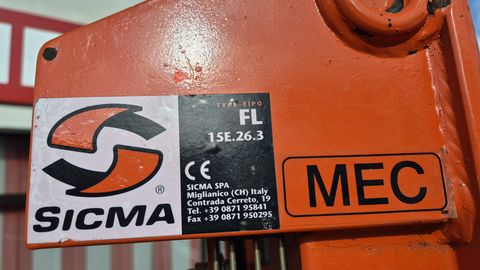 SICMA
®
TYPE TIPO
FL
15E.26.3
CE
SICMA SPA
Miglianico (CH) Italy
Contrada Cerreto, 19
Tel. +39 0871 95841
Fax +39 0871 950295
MEC